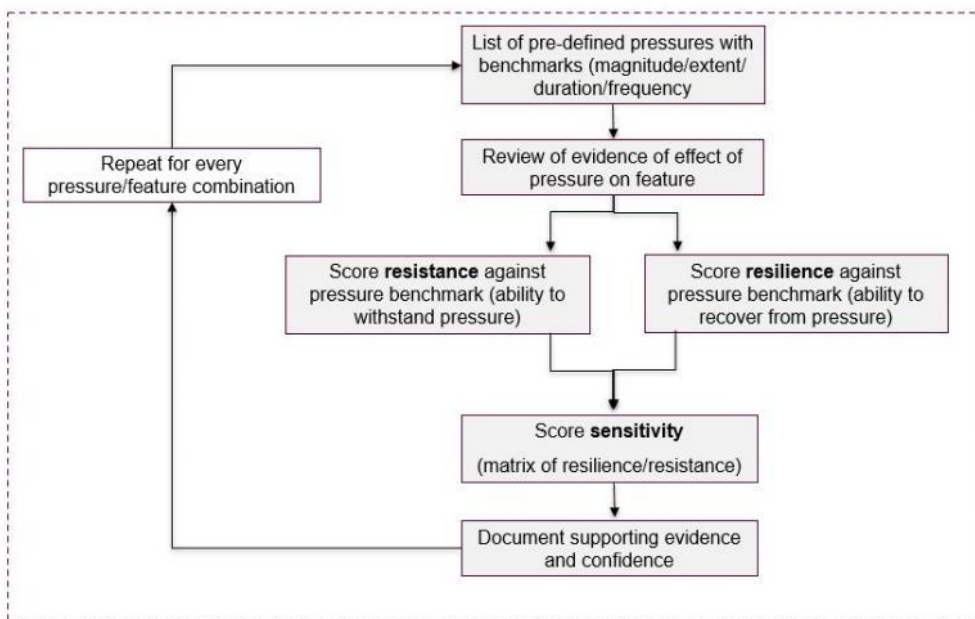 List of pre-defined pressures with
benchmarks (magnitude/extent/
duration/frequency
Review of evidence of effect of
pressure on feature
Repeat for every
pressure/feature combination
Score resistance against
pressure benchmark (ability to
withstand pressure)
Score resilience against
pressure benchmark (ability to
recover from pressure)
Score sensitivity
(matrix of resilience/resistance)
Document supporting evidence
and confidence